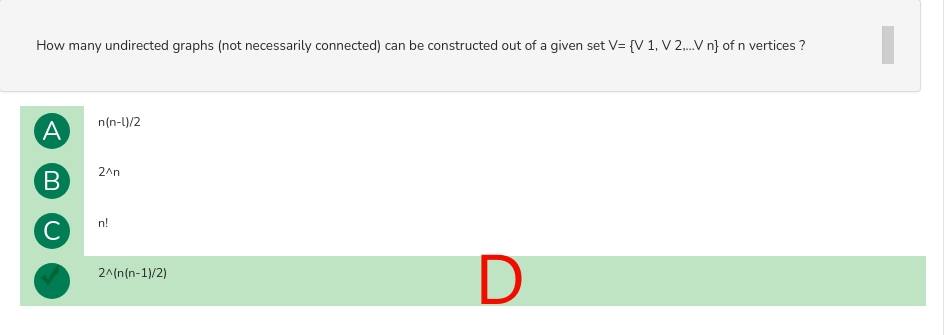 How many undirected graphs (not necessarily connected) can be constructed out of a given set V= {V 1, V 2,...V n} of n vertices ?
A n(n-l)/2
B 2^n
C n!
2^(n(n-1)/2) D